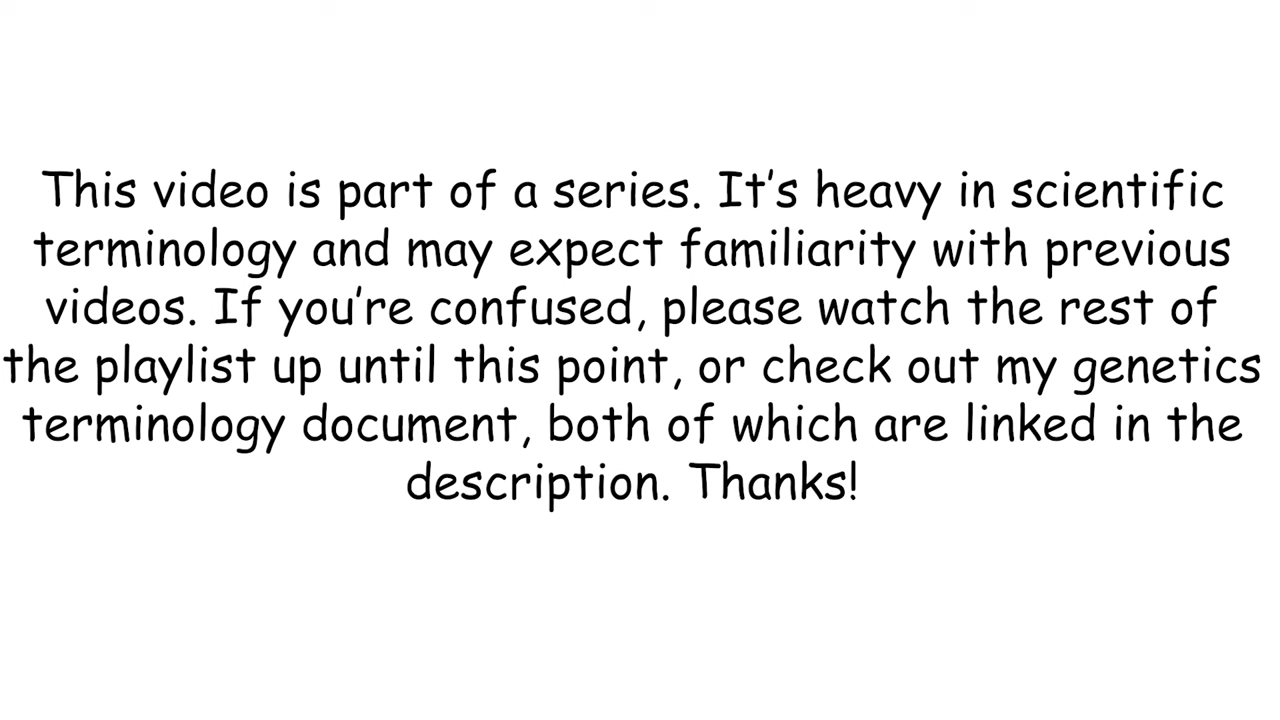 This video is part of a series. It's heavy in scientific
terminology and may expect familiarity with previous
videos. If you're confused, please watch the rest of
the playlist up until this point, or check out my genetics
terminology document, both of which are linked in the
description. Thanks!